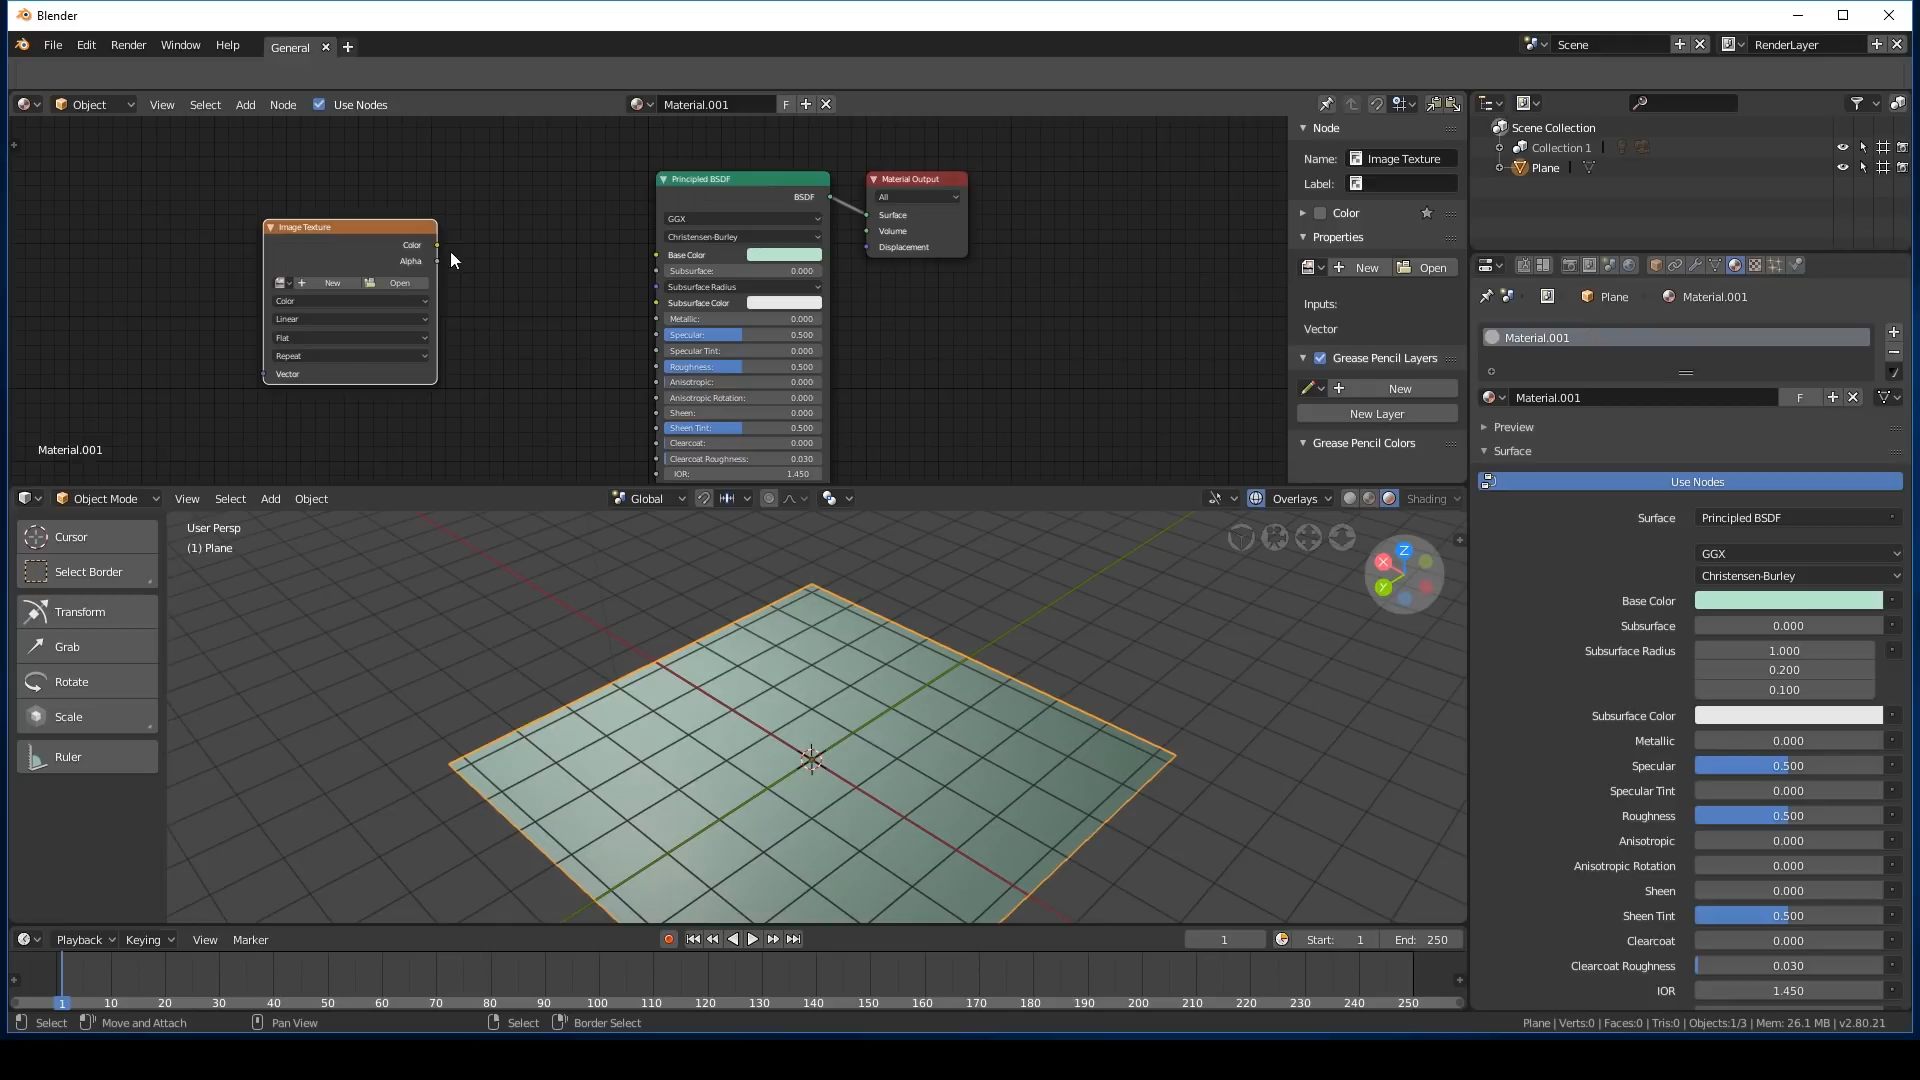 Blender
File Edit Render Window Help General Scene RenderLayer
Object View Select Add Node Use Nodes Material.001 F
Image Texture
Color
Alpha
New Open
Color
Linear
Flat
Repeat
Vector
Material.001
Principled BSDF
BSDF
GGX
Christensen-Burley
Base Color
Subsurface: 0.000
Subsurface Radius
Subsurface Color
Metallic: 0.000
Specular: 0.500
Specular Tint: 0.000
Roughness: 0.500
Anisotropic: 0.000
Anisotropic Rotation: 0.000
Sheen: 0.000
Sheen Tint: 0.500
Clearcoat: 0.000
Clearcoat Roughness: 0.030
IOR: 1.450
Material Output
All
Surface
Volume
Displacement
Node
Name: Image Texture
Label:
Color
Properties
New Open
Inputs:
Vector
Grease Pencil Layers
New
New Layer
Grease Pencil Colors
Scene Collection
Collection 1
Plane
Plane Material.001
Material.001
Material.001 F
Preview
Surface
Use Nodes
Surface Principled BSDF
GGX
Christensen-Burley
Base Color
Subsurface 0.000
Subsurface Radius 1.000
0.200
0.100
Subsurface Color
Metallic 0.000
Specular 0.500
Specular Tint 0.000
Roughness 0.500
Anisotropic 0.000
Anisotropic Rotation 0.000
Sheen 0.000
Sheen Tint 0.500
Clearcoat 0.000
Clearcoat Roughness 0.030
IOR 1.450
Object Mode View Select Add Object Global Overlays Shading
Cursor
Select Border
Transform
Grab
Rotate
Scale
Ruler
User Persp
(1) Plane
Z
X
Y
Playback Keying View Marker 1 Start: 1 End: 250
1 10 20 30 40 50 60 70 80 90 100 110 120 130 140 150 160 170 180 190 200 210 220 230 240 250
Select Move and Attach Pan View Select Border Select Plane | Verts:0 | Faces:0 | Tris:0 | Objects:1/3 | Mem: 26.1 MB | v2.80.21